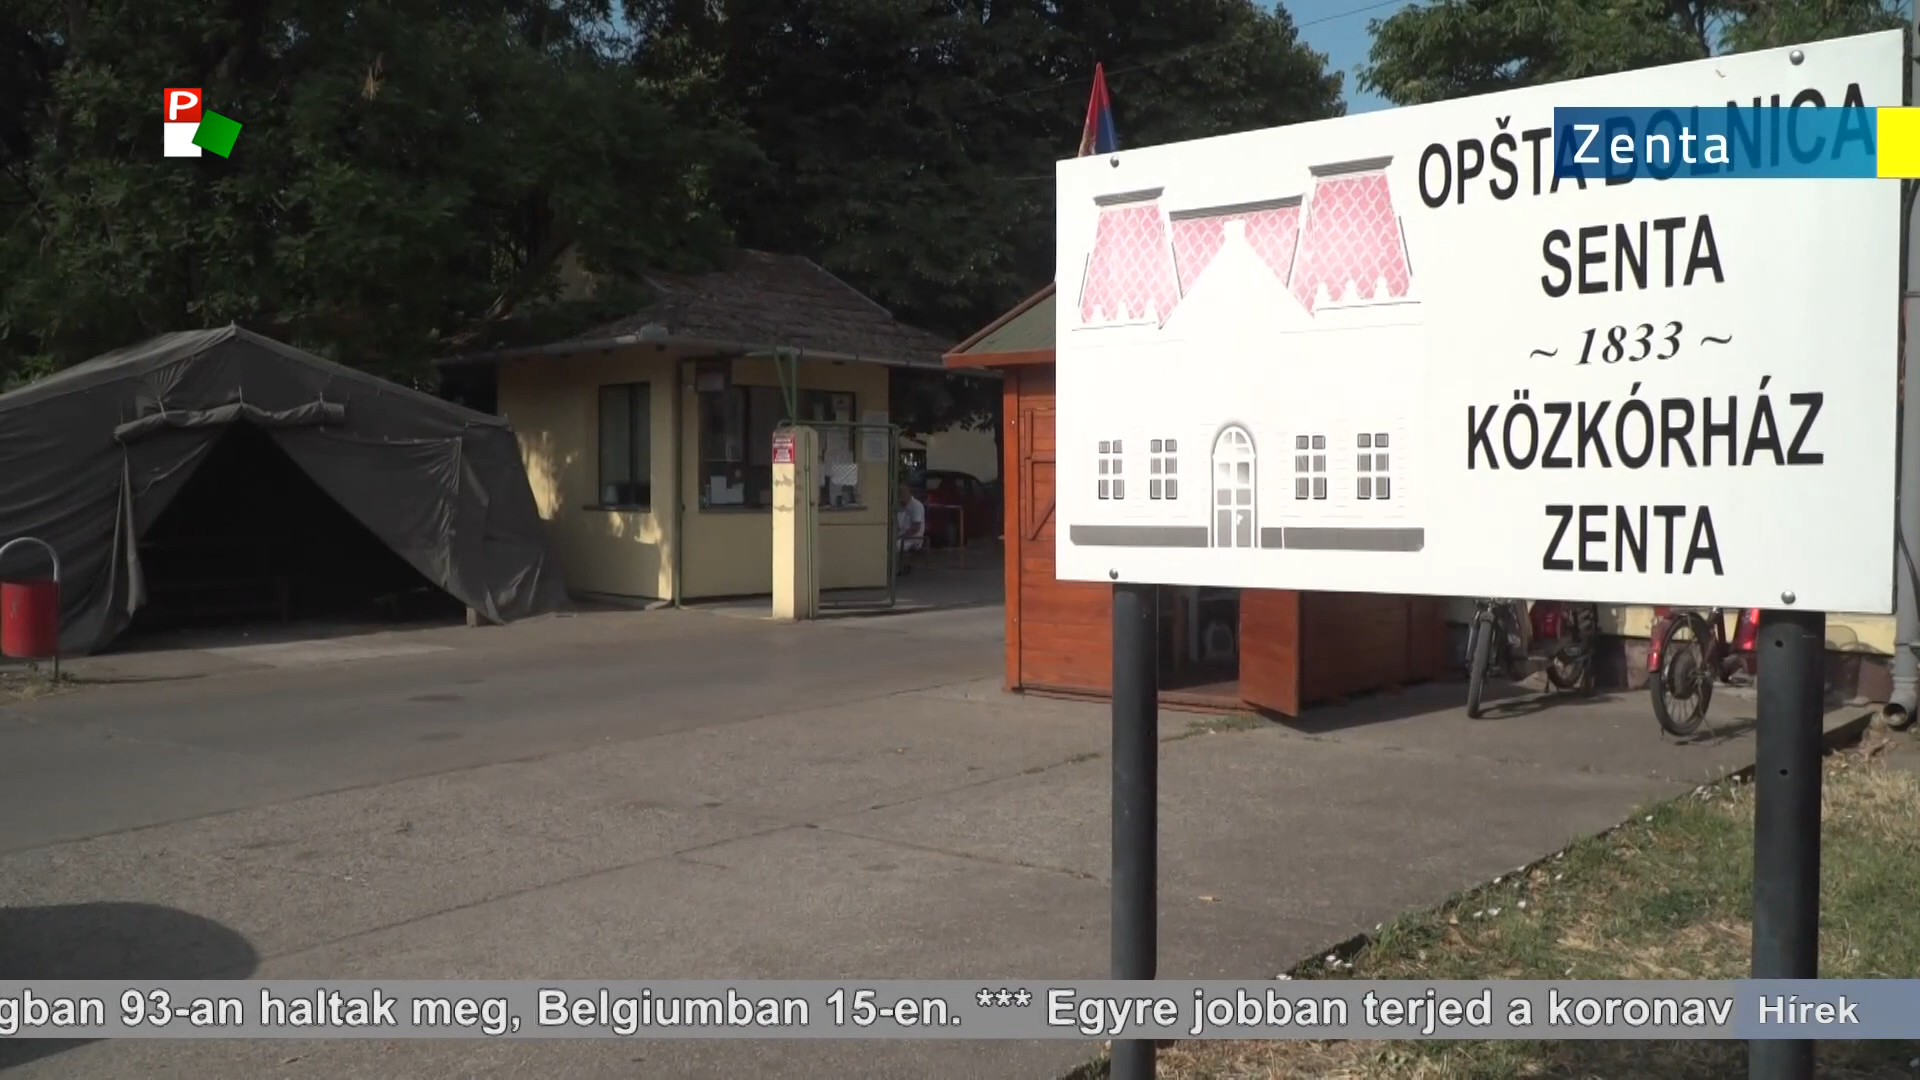 P
Zenta
OPŠTA BOLNICA
SENTA
~ 1833 ~
KÖZKÓRHÁZ
ZENTA
gban 93-an haltak meg, Belgiumban 15-en. *** Egyre jobban terjed a koronav
Hírek